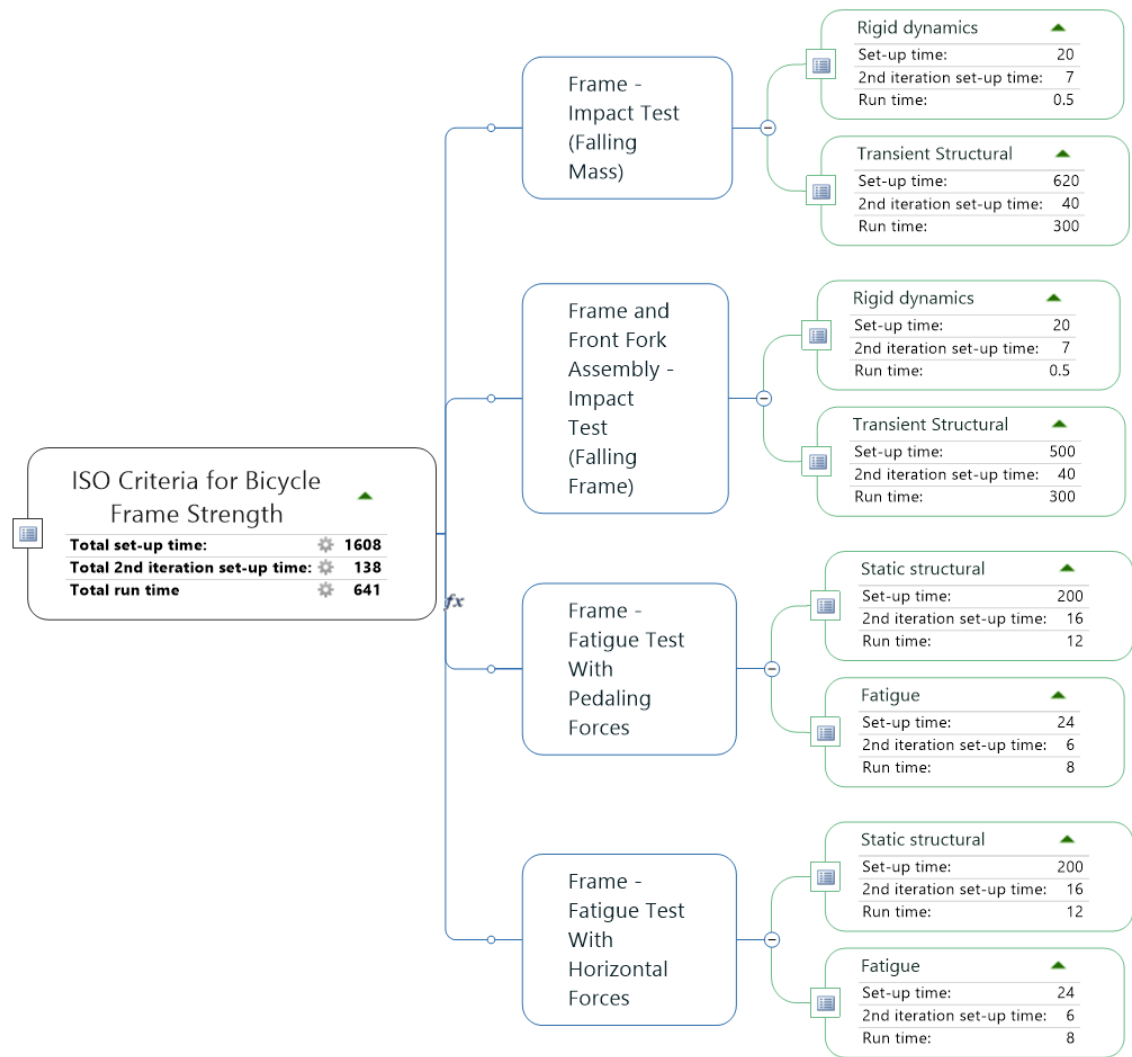 ISO Criteria for Bicycle
Frame Strength
Total set-up time: 1608
Total 2nd iteration set-up time: 138
Total run time 641
fx
Frame -
Impact Test
(Falling
Mass)
Rigid dynamics
Set-up time: 20
2nd iteration set-up time: 7
Run time: 0.5
Transient Structural
Set-up time: 620
2nd iteration set-up time: 40
Run time: 300
Frame and
Front Fork
Assembly -
Impact
Test
(Falling
Frame)
Rigid dynamics
Set-up time: 20
2nd iteration set-up time: 7
Run time: 0.5
Transient Structural
Set-up time: 500
2nd iteration set-up time: 40
Run time: 300
Frame -
Fatigue Test
With
Pedaling
Forces
Static structural
Set-up time: 200
2nd iteration set-up time: 16
Run time: 12
Fatigue
Set-up time: 24
2nd iteration set-up time: 6
Run time: 8
Frame -
Fatigue Test
With
Horizontal
Forces
Static structural
Set-up time: 200
2nd iteration set-up time: 16
Run time: 12
Fatigue
Set-up time: 24
2nd iteration set-up time: 6
Run time: 8